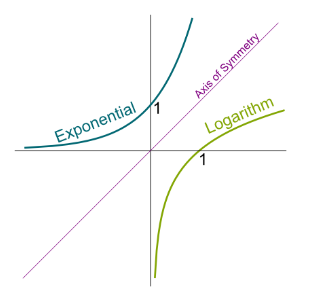 Axis of Symmetry
Exponential
1
Logarithm
1